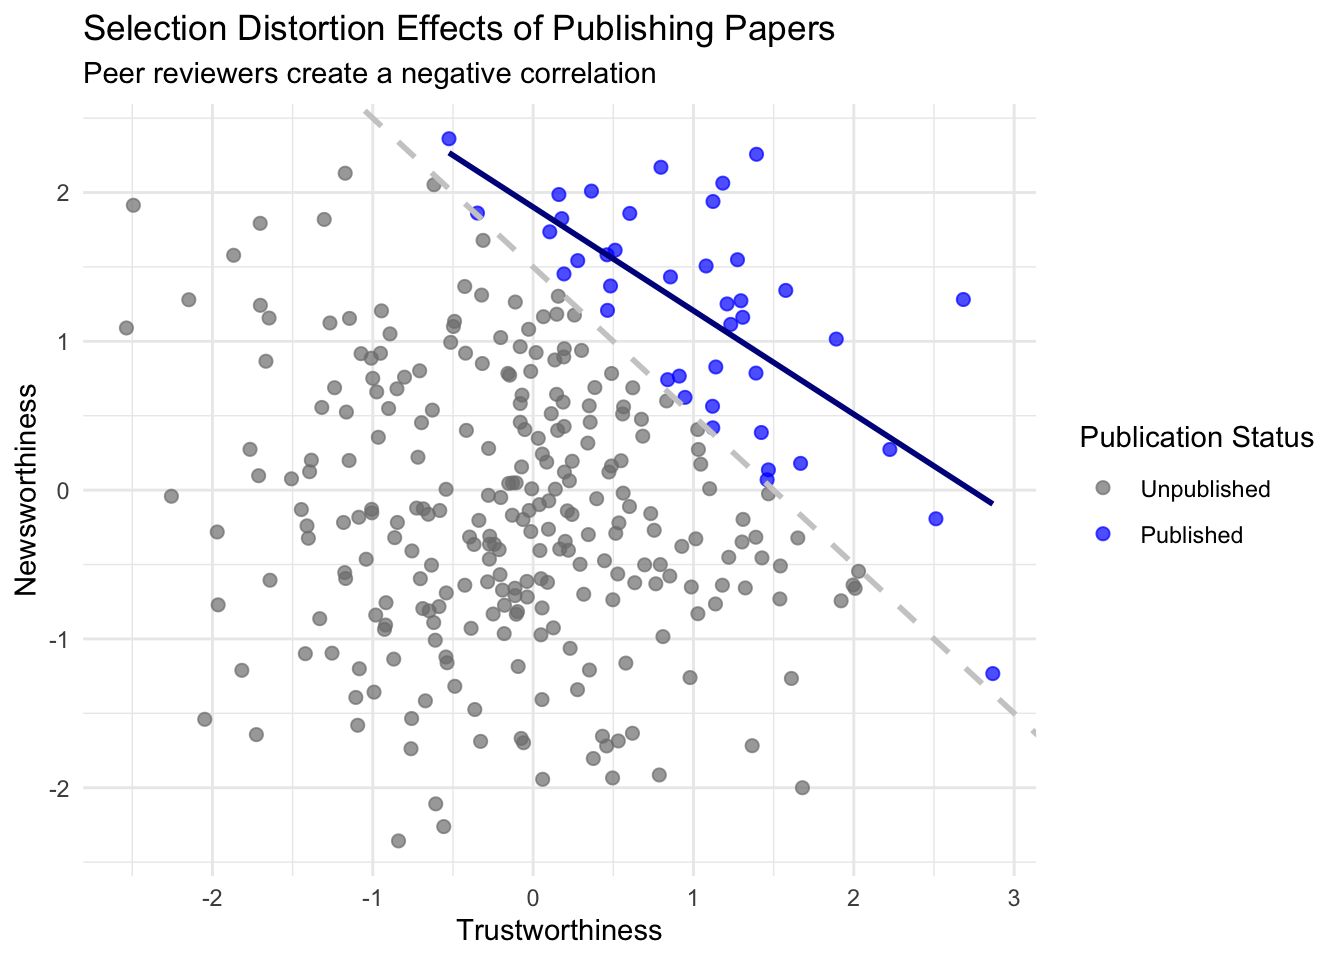 Selection Distortion Effects of Publishing Papers
Peer reviewers create a negative correlation
Newsworthiness
2
1
0
-1
-2
-2 -1 0 1 2 3
Trustworthiness
Publication Status
Unpublished
Published